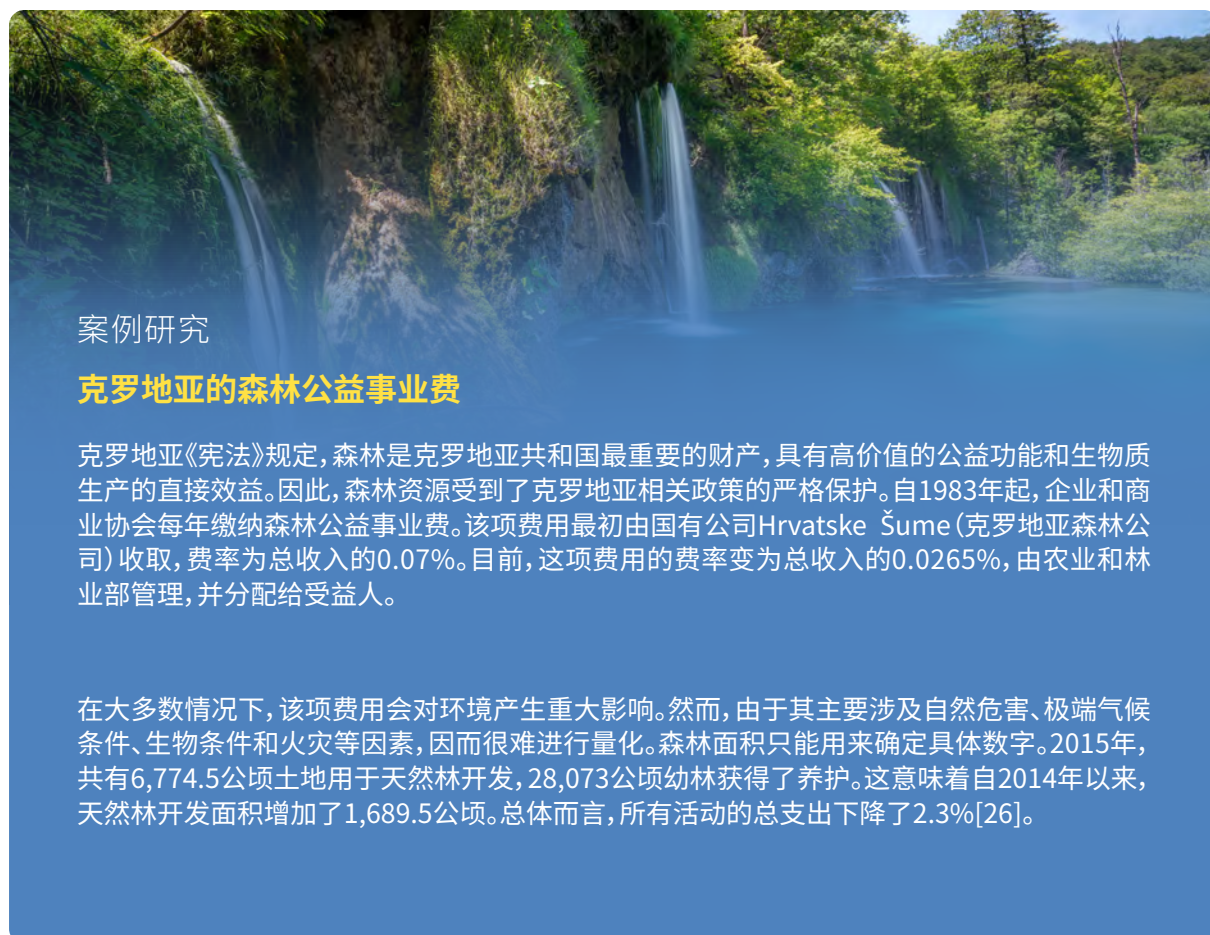 案例研究
克罗地亚的森林公益事业费
克罗地亚《宪法》规定，森林是克罗地亚共和国最重要的财产，具有高价值的公益功能和生物质
生产的直接效益。因此，森林资源受到了克罗地亚相关政策的严格保护。自1983年起，企业和商
业协会每年缴纳森林公益事业费。该项费用最初由国有公司Hrvatske Šume（克罗地亚森林公
司）收取，费率为总收入的0.07%。目前，这项费用的费率变为总收入的0.0265%，由农业和林
业部管理，并分配给受益人。
在大多数情况下，该项费用会对环境产生重大影响。然而，由于其主要涉及自然危害、极端气候
条件、生物条件和火灾等因素，因而很难进行量化。森林面积只能用来确定具体数字。2015年，
共有6,774.5公顷土地用于天然林开发，28,073公顷幼林获得了养护。这意味着自2014年以来，
天然林开发面积增加了1,689.5公顷。总体而言，所有活动的总支出下降了2.3%[26]。